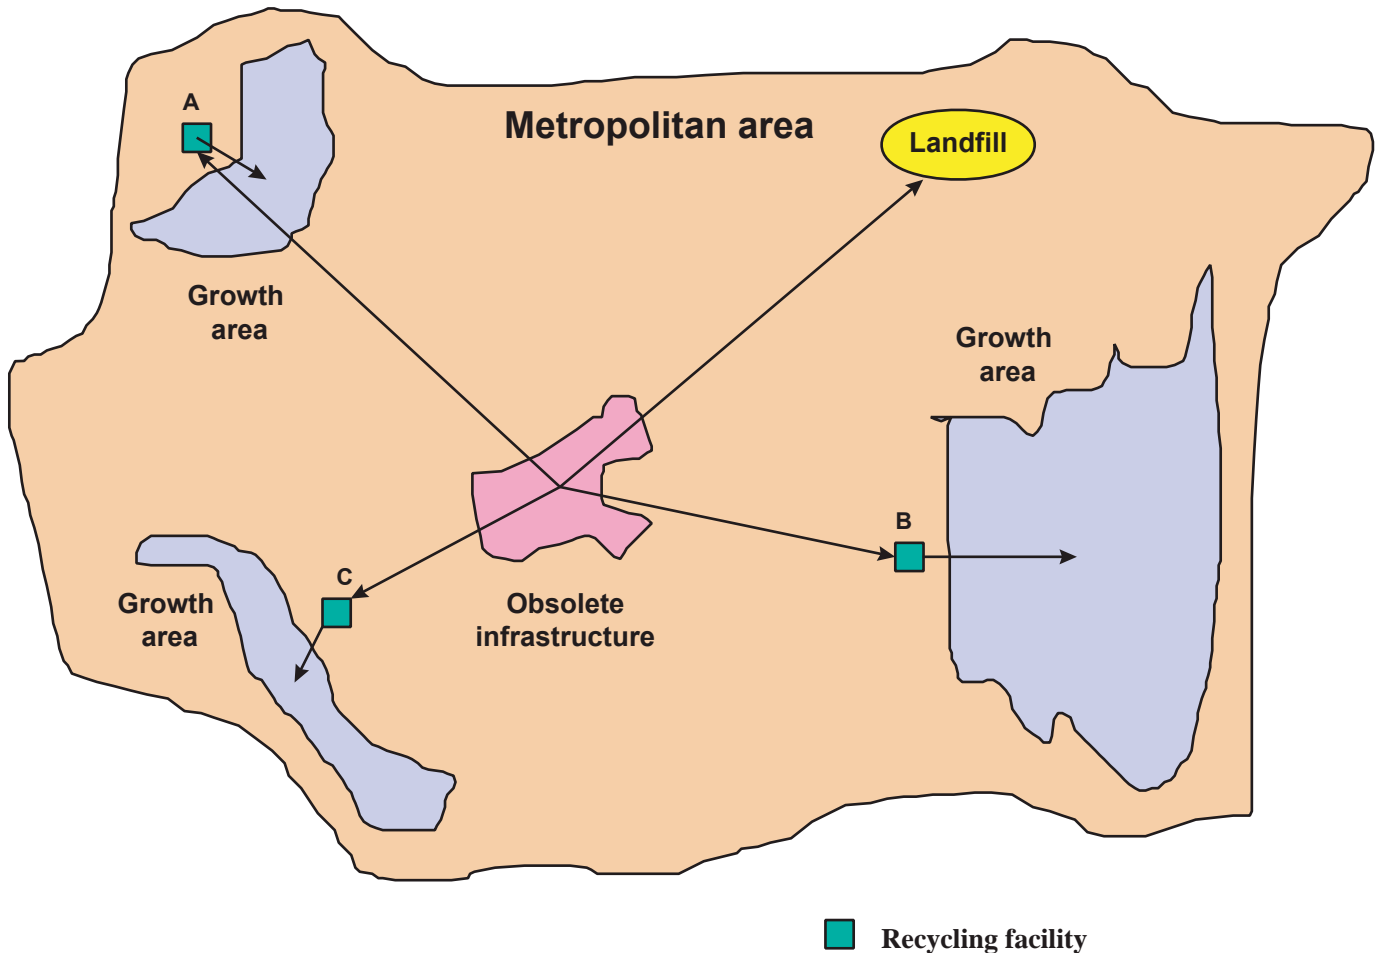 A
Metropolitan area
Landfill
Growth
area
Growth
area
B
C
Growth
area
Obsolete
infrastructure
Recycling facility